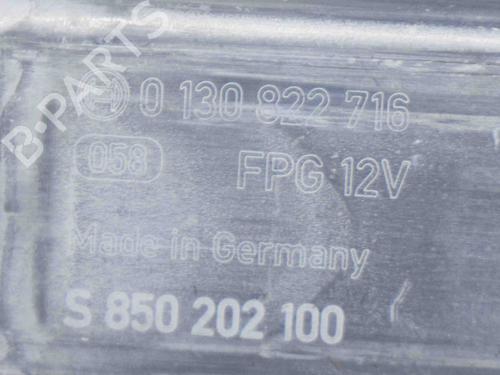 B-PARTS
0 130 822 716
058 FPG 12V
Made in Germany
S 850 202 100